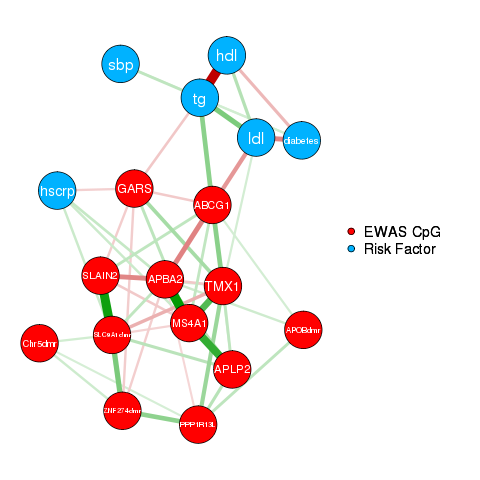 hdl
sbp
tg
ldl
diabetes
hscrp
GARS
ABCG1
EWAS CpG
Risk Factor
SLAIN2
APBA2
TMX1
MS4A1
APOBdmr
SLC9A1dmr
Chr5dmr
APLP2
ZNF274dmr
PPP1R13L